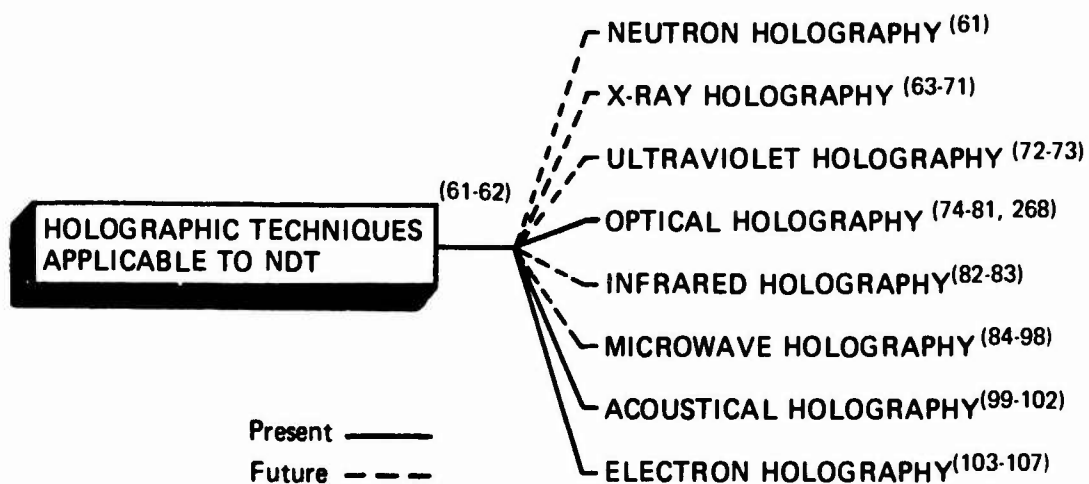 NEUTRON HOLOGRAPHY (61)
X-RAY HOLOGRAPHY (63-71)
ULTRAVIOLET HOLOGRAPHY (72-73)
(61-62)
HOLOGRAPHIC TECHNIQUES
APPLICABLE TO NDT
OPTICAL HOLOGRAPHY (74-81, 268)
INFRARED HOLOGRAPHY(82-83)
MICROWAVE HOLOGRAPHY (84-98)
ACOUSTICAL HOLOGRAPHY(99-102)
ELECTRON HOLOGRAPHY(103-107)
Present
Future